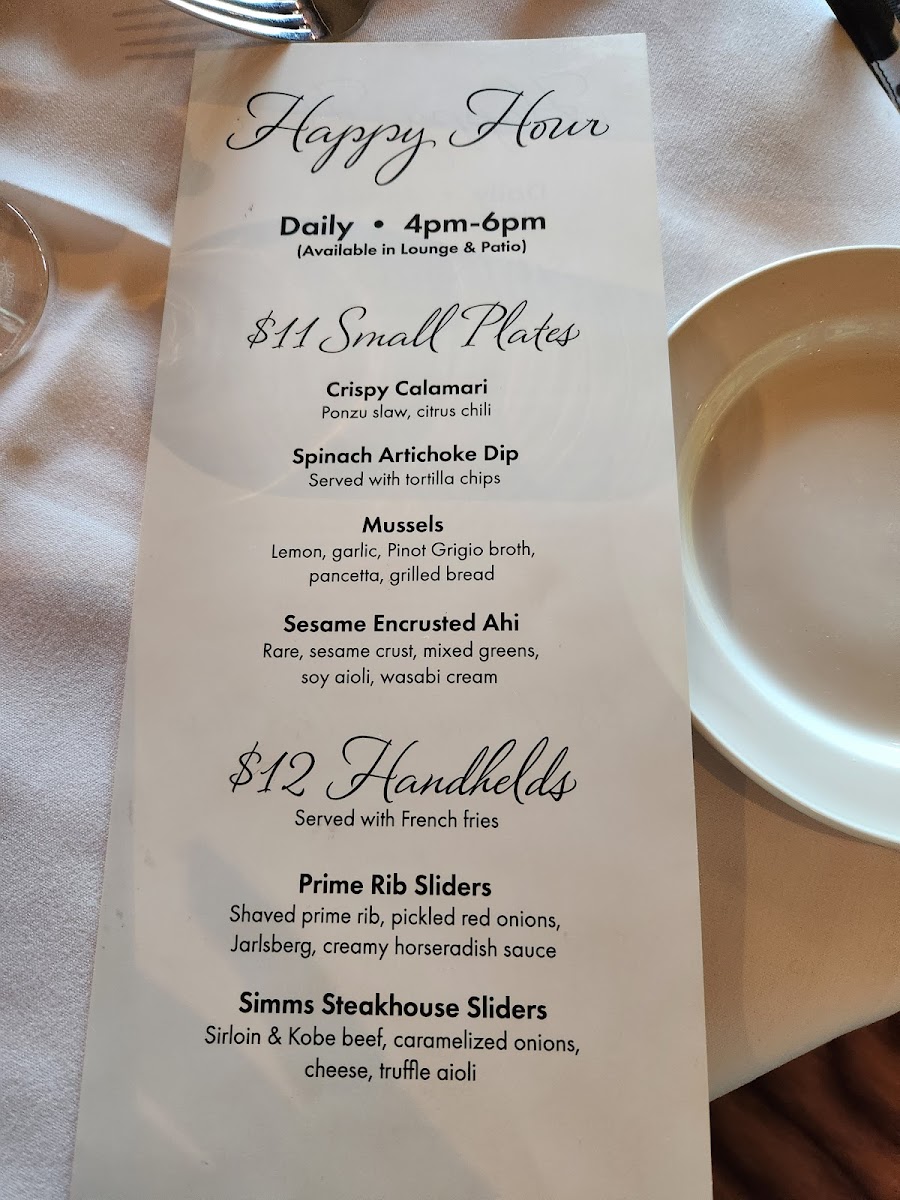 Happy Hour
Daily • 4pm-6pm
(Available in Lounge & Patio)
$11 Small Plates
Crispy Calamari
Ponzu slaw, citrus chili
Spinach Artichoke Dip
Served with tortilla chips
Mussels
Lemon, garlic, Pinot Grigio broth,
pancetta, grilled bread
Sesame Encrusted Ahi
Rare, sesame crust, mixed greens,
soy aioli, wasabi cream
$12 Handhelds
Served with French fries
Prime Rib Sliders
Shaved prime rib, pickled red onions,
Jarlsberg, creamy horseradish sauce
Simms Steakhouse Sliders
Sirloin & Kobe beef, caramelized onions,
cheese, truffle aioli